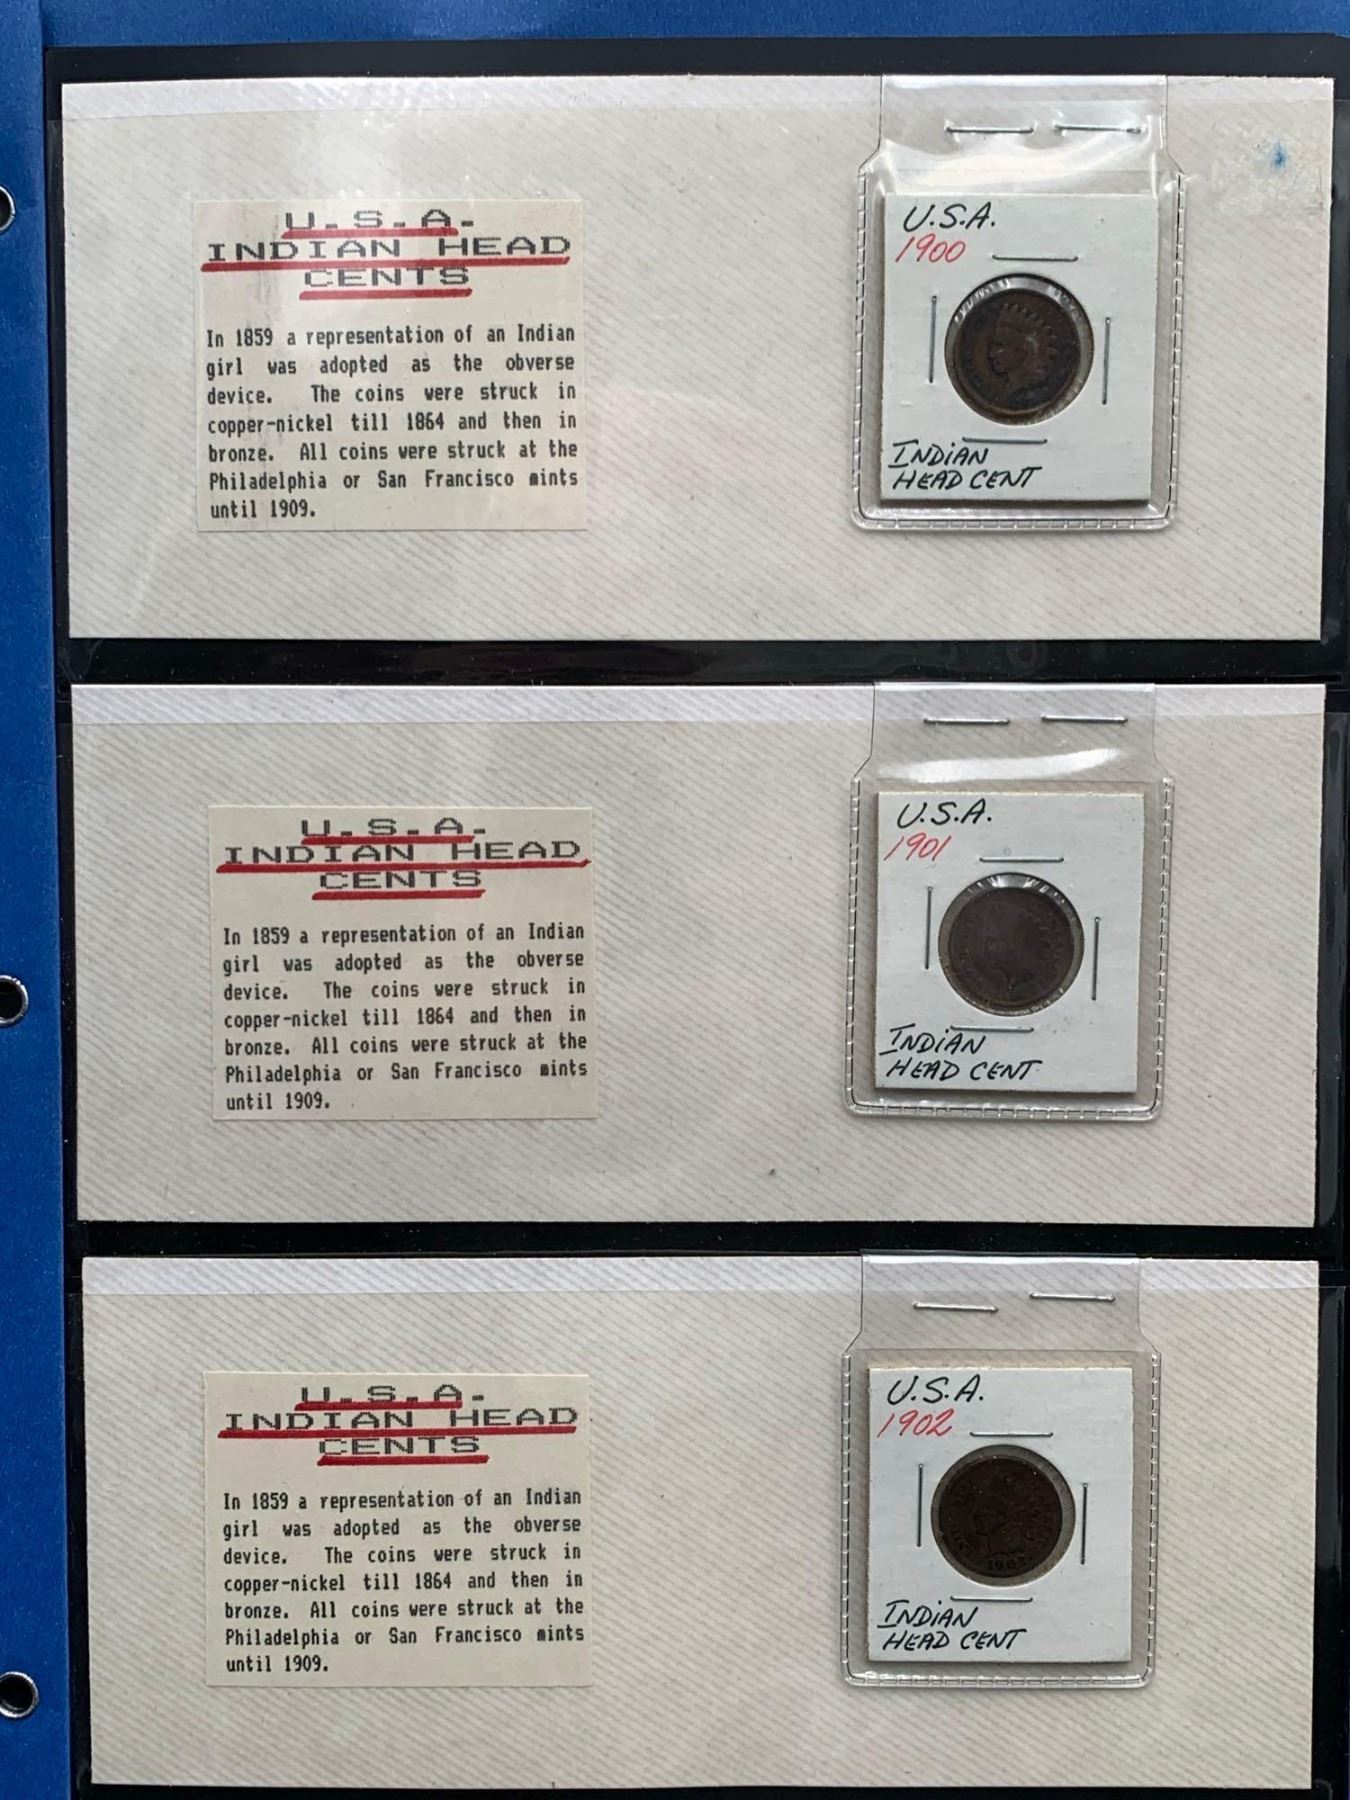 U.S.A.
INDIAN HEAD
CENTS
In 1859 a representation of an Indian
girl was adopted as the obverse
device. The coins were struck in
copper-nickel till 1864 and then in
bronze. All coins were struck at the
Philadelphia or San Francisco mints
until 1909.
U.S.A.
1900
INDIAN
HEAD CENT
U.S.A.
INDIAN HEAD
CENTS
In 1859 a representation of an Indian
girl was adopted as the obverse
device. The coins were struck in
copper-nickel till 1864 and then in
bronze. All coins were struck at the
Philadelphia or San Francisco mints
until 1909.
U.S.A.
1901
INDIAN
HEAD CENT
U.S.A.
INDIAN HEAD
CENTS
In 1859 a representation of an Indian
girl was adopted as the obverse
device. The coins were struck in
copper-nickel till 1864 and then in
bronze. All coins were struck at the
Philadelphia or San Francisco mints
until 1909.
U.S.A.
1902
1902
INDIAN
HEAD CENT